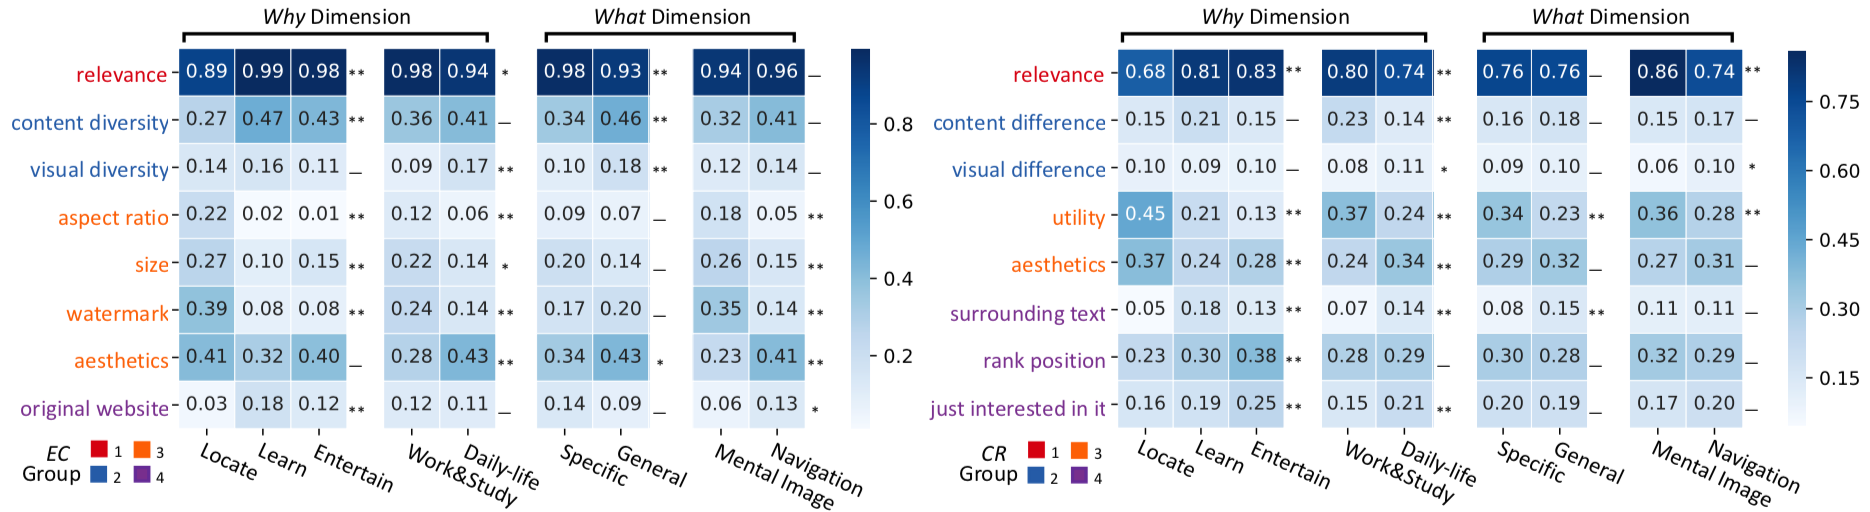 Why Dimension
What Dimension
relevance 0.89 0.99 0.98 ** 0.98 0.94 * 0.98 0.93 ** 0.94 0.96 –
content diversity 0.27 0.47 0.43 ** 0.36 0.41 – 0.34 0.46 ** 0.32 0.41 –
visual diversity 0.14 0.16 0.11 – 0.09 0.17 ** 0.10 0.18 ** 0.12 0.14 –
aspect ratio 0.22 0.02 0.01 ** 0.12 0.06 ** 0.09 0.07 – 0.18 0.05 **
size 0.27 0.10 0.15 ** 0.22 0.14 * 0.20 0.14 – 0.26 0.15 **
watermark 0.39 0.08 0.08 ** 0.24 0.14 ** 0.17 0.20 – 0.35 0.14 **
aesthetics 0.41 0.32 0.40 – 0.28 0.43 ** 0.34 0.43 * 0.23 0.41 **
original website 0.03 0.18 0.12 ** 0.12 0.11 – 0.14 0.09 – 0.06 0.13 *
Locate Learn Entertain Work&Study Daily-life Specific General Mental Image Navigation
EC Group 1 2 3 4
0.8
0.6
0.4
0.2
Why Dimension
What Dimension
relevance 0.68 0.81 0.83 ** 0.80 0.74 ** 0.76 0.76 – 0.86 0.74 **
content difference 0.15 0.21 0.15 – 0.23 0.14 ** 0.16 0.18 – 0.15 0.17 –
visual difference 0.10 0.09 0.10 – 0.08 0.11 * 0.09 0.10 – 0.06 0.10 *
utility 0.45 0.21 0.13 ** 0.37 0.24 ** 0.34 0.23 ** 0.36 0.28 **
aesthetics 0.37 0.24 0.28 ** 0.24 0.34 ** 0.29 0.32 – 0.27 0.31 –
surrounding text 0.05 0.18 0.13 ** 0.07 0.14 ** 0.08 0.15 ** 0.11 0.11 –
rank position 0.23 0.30 0.38 ** 0.28 0.29 – 0.30 0.28 – 0.32 0.29 –
just interested in it 0.16 0.19 0.25 ** 0.15 0.21 ** 0.20 0.19 – 0.17 0.20 –
Locate Learn Entertain Work&Study Daily-life Specific General Mental Image Navigation
CR Group 1 2 3 4
0.75
0.60
0.45
0.30
0.15